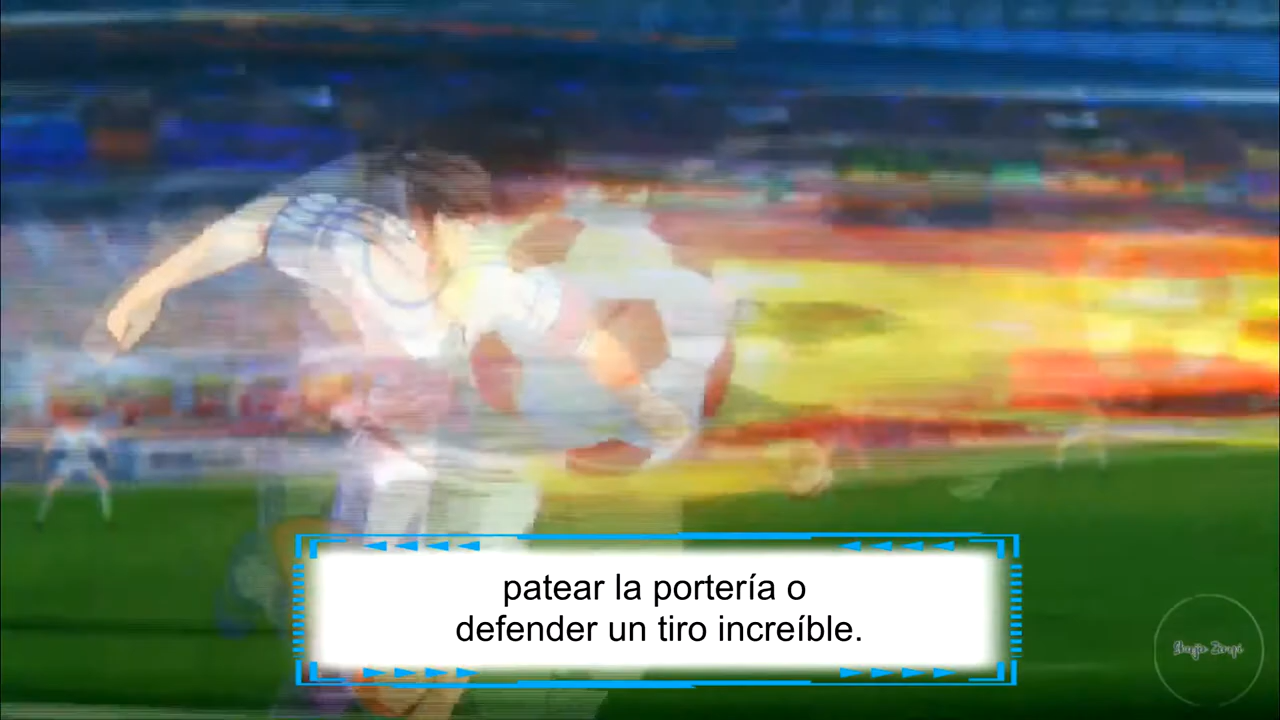 patear la portería o
defender un tiro increíble.